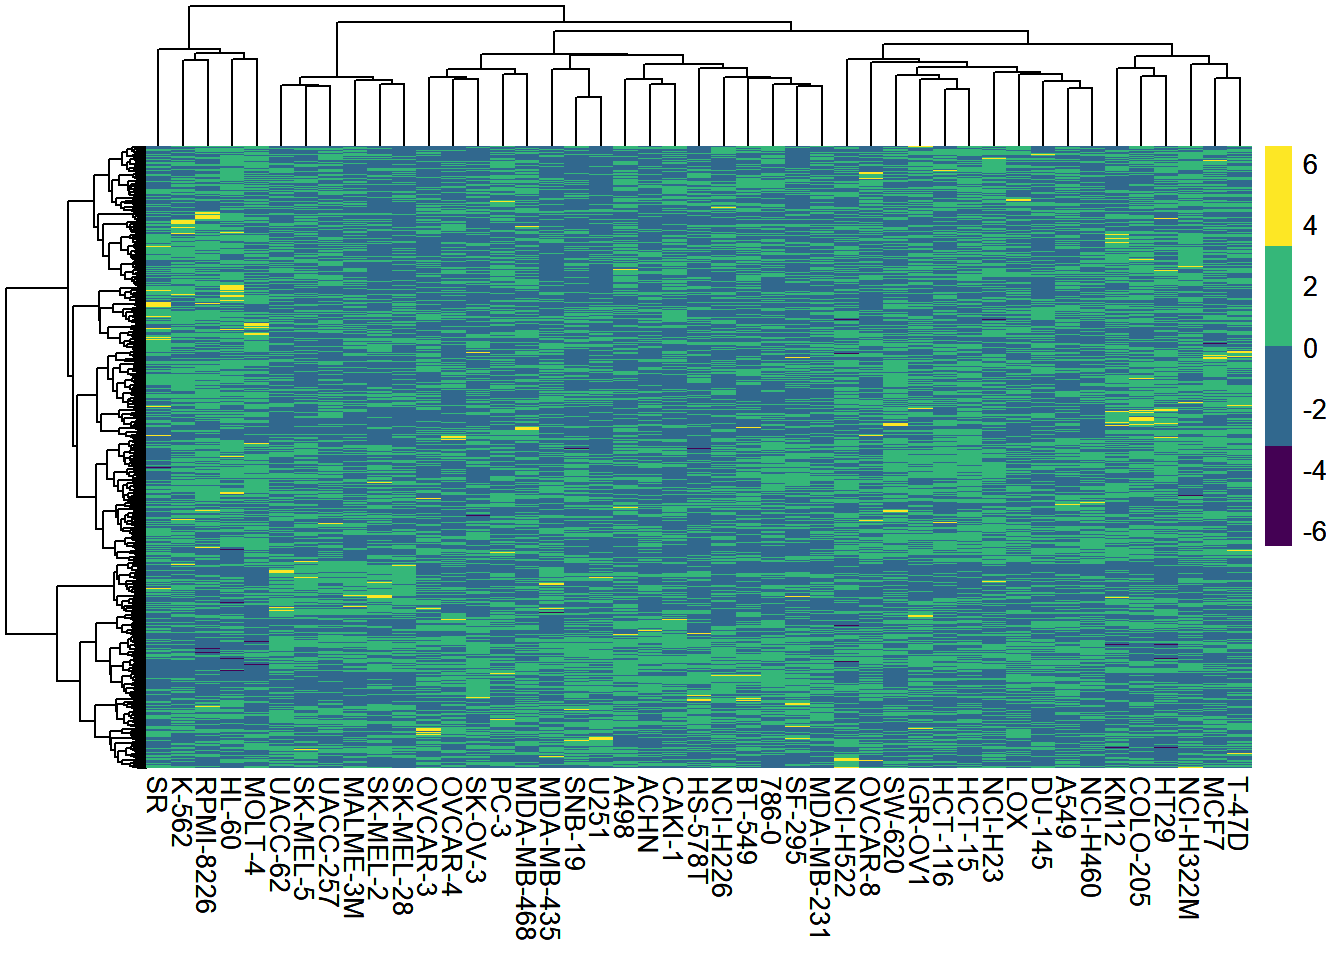 6
4
2
0
-2
-4
-6
SR
K-562
RPMI-8226
HL-60
MOLT-4
UACC-62
SK-MEL-5
UACC-257
MALME-3M
SK-MEL-2
SK-MEL-28
OVCAR-3
OVCAR-4
SK-OV-3
PC-3
MDA-MB-468
MDA-MB-435
SNB-19
U251
A498
ACHN
CAKI-1
HS-578T
NCI-H226
BT-549
786-0
SF-295
MDA-MB-231
NCI-H522
OVCAR-8
SW-620
IGR-OV1
HCT-116
HCT-15
NCI-H23
LOX
DU-145
A549
NCI-H460
KM12
COLO-205
HT29
NCI-H322M
MCF7
T-47D